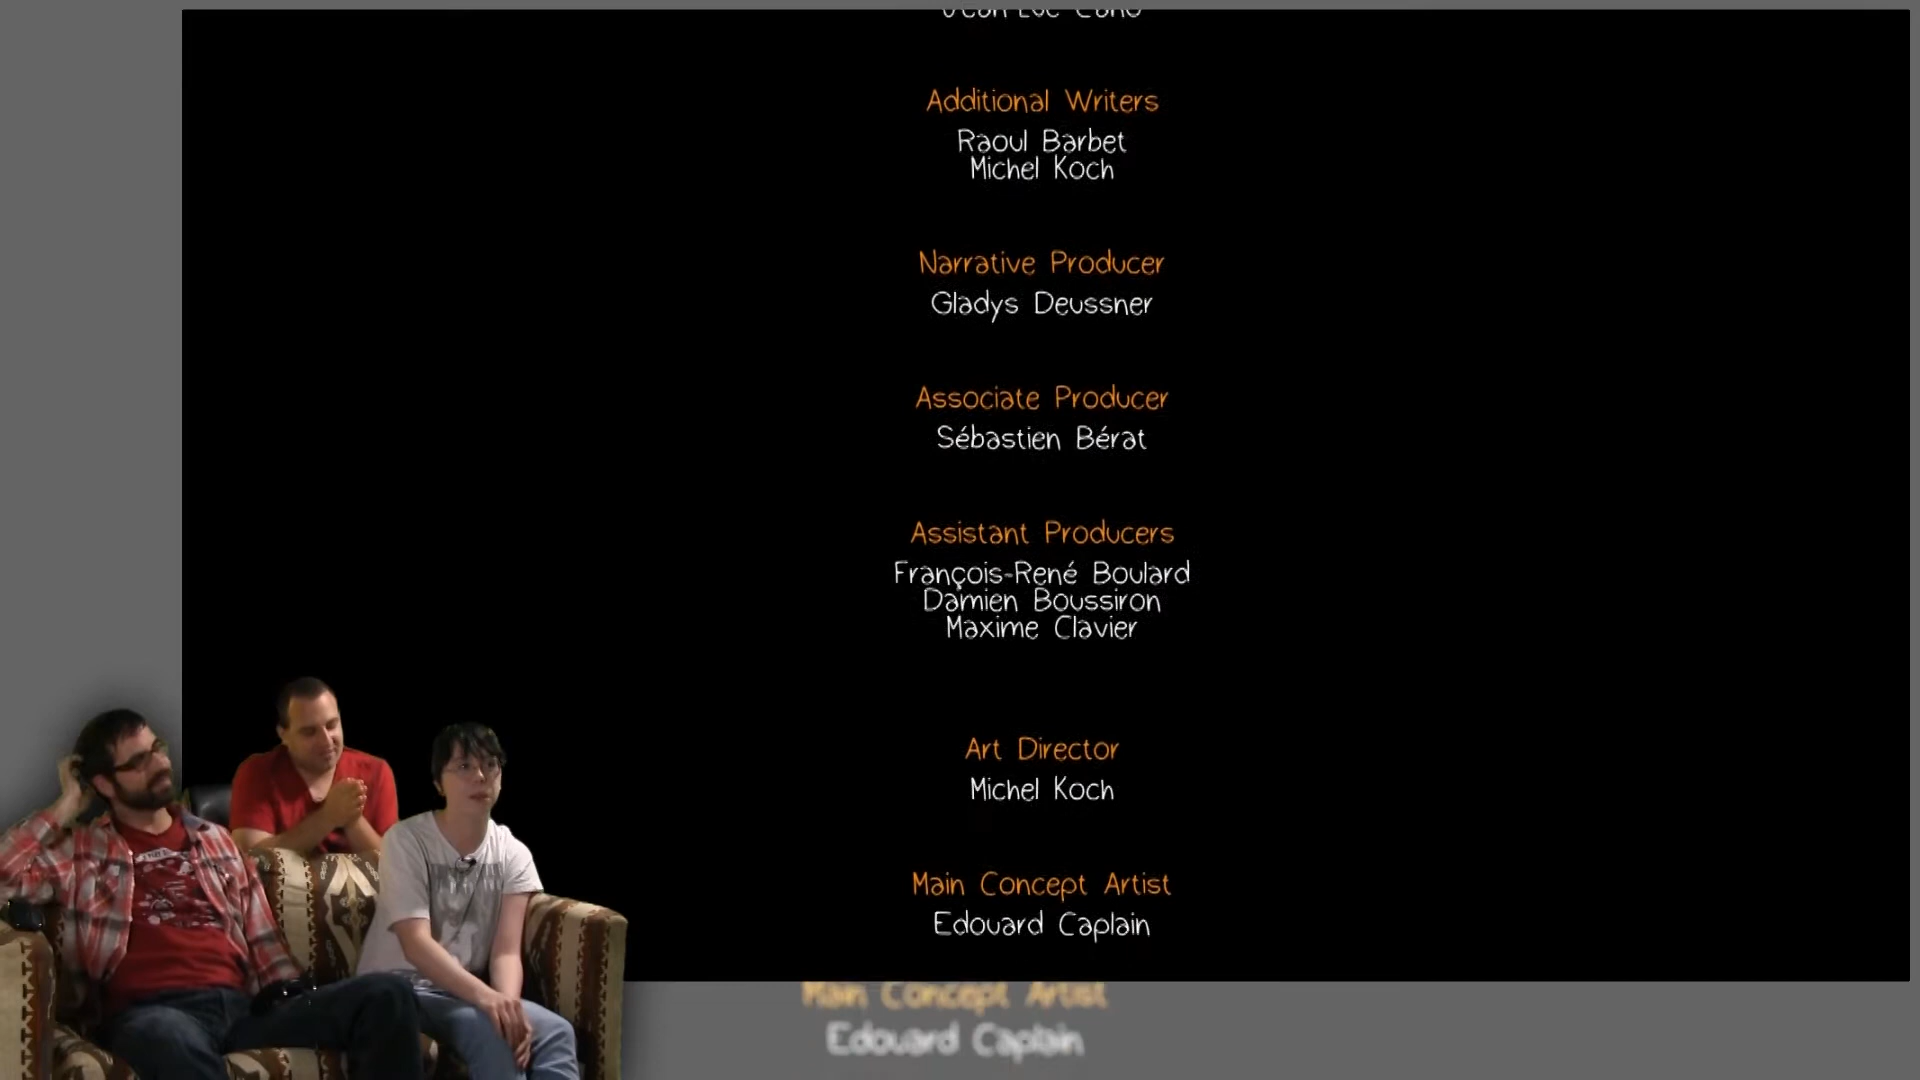 Additional Writers
Raoul Barbet
Michel Koch
Narrative Producer
Gladys Deussner
Associate Producer
Sébastien Bérat
Assistant Producers
François-René Boulard
Damien Boussiron
Maxime Clavier
Art Director
Michel Koch
Main Concept Artist
Edouard Caplain
Main Concept Artist
Edouard Caplain